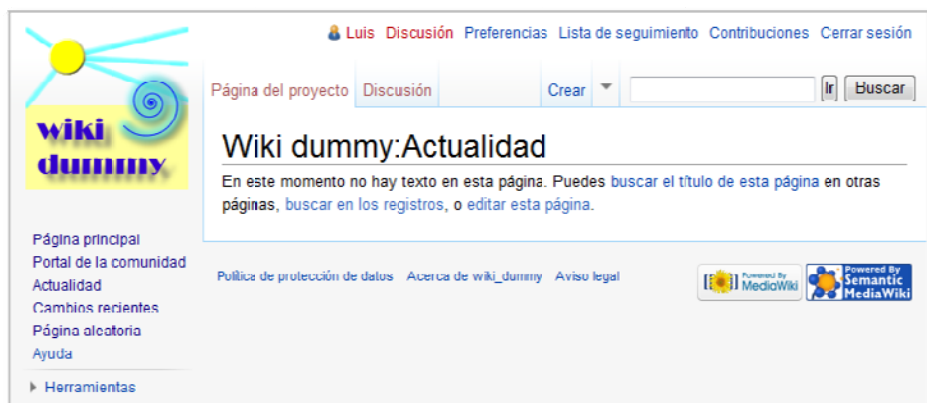 Luis Discusión Preferencias Lista de seguimiento Contribuciones Cerrar sesión
Página del proyecto Discusión Crear Ir Buscar
wiki
dummy
Wiki dummy:Actualidad
En este momento no hay texto en esta página. Puedes buscar el título de esta página en otras
páginas, buscar en los registros, o editar esta página.
Página principal
Portal de la comunidad
Actualidad
Cambios recientes
Página aleatoria
Ayuda
Herramientas
Política de protección de datos Acerca de wiki_dummy Aviso legal
Powered By
MediaWiki
Powered By
Semantic
MediaWiki